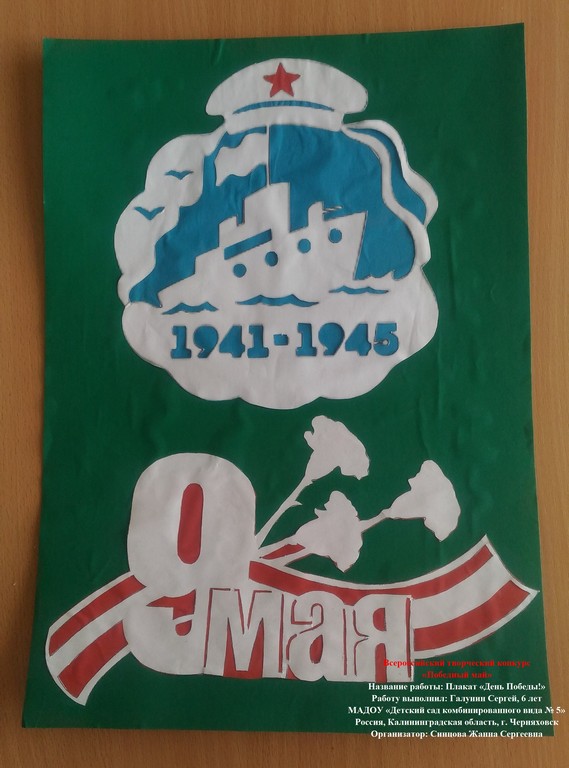 1941-1945
9
мая
Всероссийский творческий конкурс
«Победный май»
Название работы: Плакат «День Победы!»
Работу выполнил: Галунин Сергей, 6 лет
МАДОУ «Детский сад комбинированного вида № 5»
Россия, Калининградская область, г. Черняховск
Организатор: Синцова Жанна Сергеевна